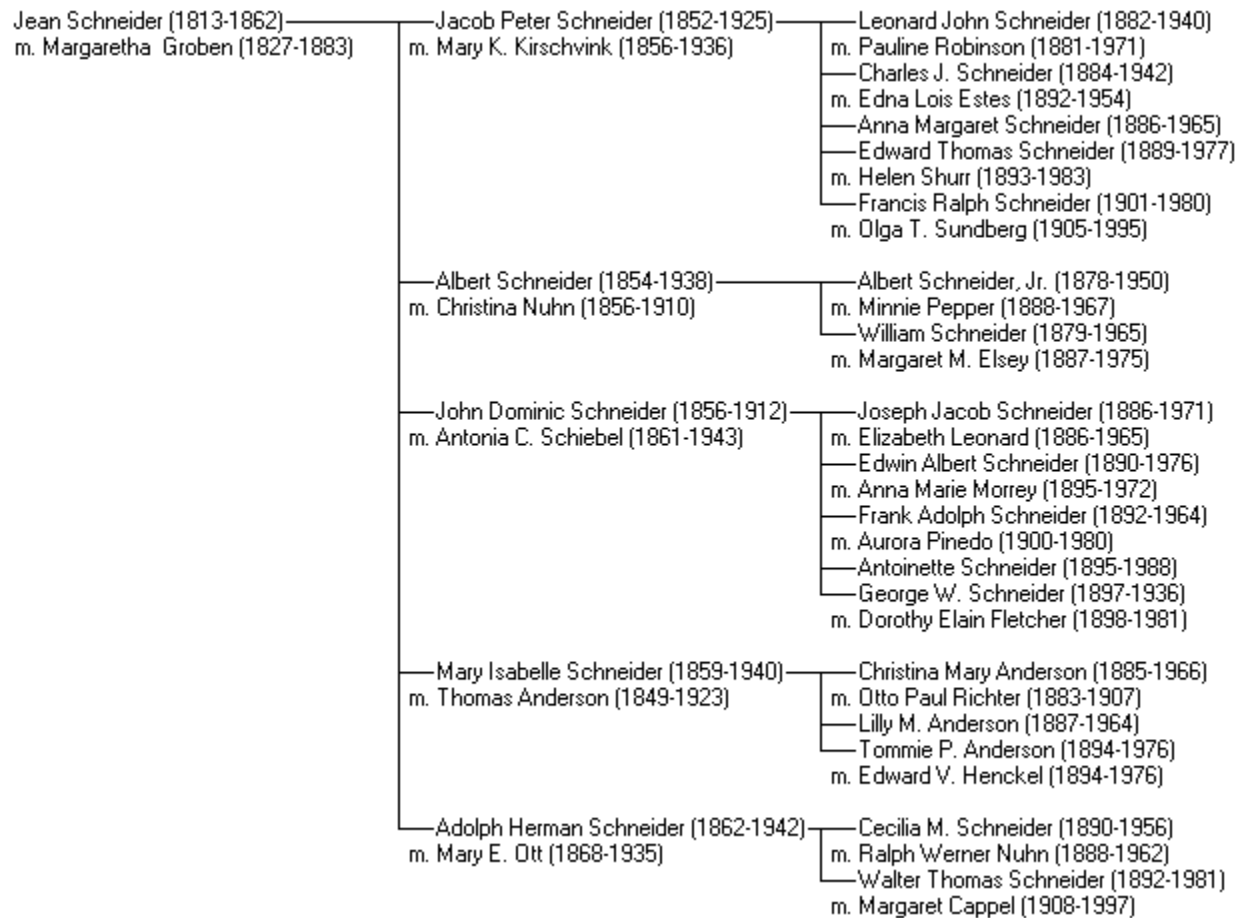 Jean Schneider (1813-1862)
m. Margaretha Groben (1827-1883)
Jacob Peter Schneider (1852-1925)
m. Mary K. Kirschvink (1856-1936)
Leonard John Schneider (1882-1940)
m. Pauline Robinson (1881-1971)
Charles J. Schneider (1884-1942)
m. Edna Lois Estes (1892-1954)
Anna Margaret Schneider (1886-1965)
Edward Thomas Schneider (1889-1977)
m. Helen Shurr (1893-1983)
Francis Ralph Schneider (1901-1980)
m. Olga T. Sundberg (1905-1995)
Albert Schneider (1854-1938)
m. Christina Nuhn (1856-1910)
Albert Schneider, Jr. (1878-1950)
m. Minnie Pepper (1888-1967)
William Schneider (1879-1965)
m. Margaret M. Elsey (1887-1975)
John Dominic Schneider (1856-1912)
m. Antonia C. Schiebel (1861-1943)
Joseph Jacob Schneider (1886-1971)
m. Elizabeth Leonard (1886-1965)
Edwin Albert Schneider (1890-1976)
m. Anna Marie Morrey (1895-1972)
Frank Adolph Schneider (1892-1964)
m. Aurora Pinedo (1900-1980)
Antoinette Schneider (1895-1988)
George W. Schneider (1897-1936)
m. Dorothy Elain Fletcher (1898-1981)
Mary Isabelle Schneider (1859-1940)
m. Thomas Anderson (1849-1923)
Christina Mary Anderson (1885-1966)
m. Otto Paul Richter (1883-1907)
Lilly M. Anderson (1887-1964)
Tommie P. Anderson (1894-1976)
m. Edward V. Henckel (1894-1976)
Adolph Herman Schneider (1862-1942)
m. Mary E. Ott (1868-1935)
Cecilia M. Schneider (1890-1956)
m. Ralph Werner Nuhn (1888-1962)
Walter Thomas Schneider (1892-1981)
m. Margaret Cappel (1908-1997)